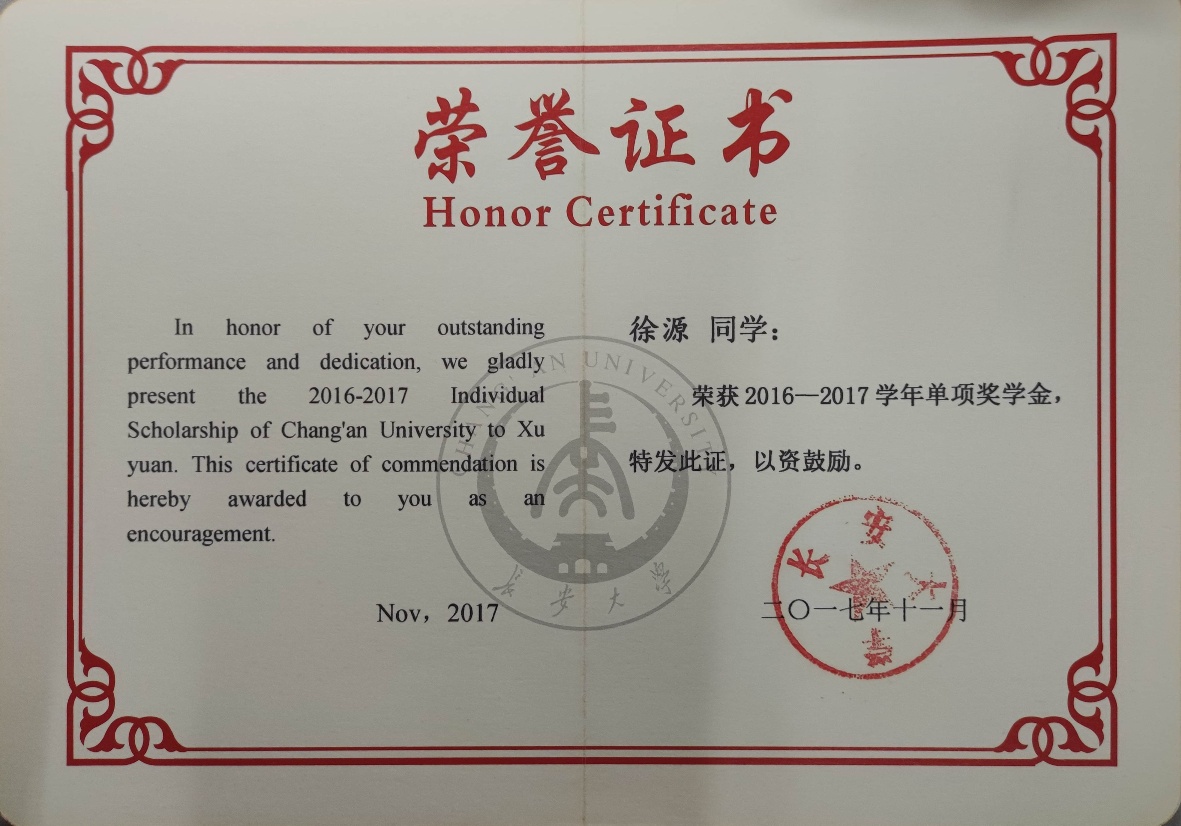 荣誉证书
Honor Certificate
In honor of your outstanding
performance and dedication, we gladly
present the 2016-2017 Individual
Scholarship of Chang'an University to Xu
yuan. This certificate of commendation is
hereby awarded to you as an
encouragement.
Nov，2017
徐源 同学：
荣获 2016—2017 学年单项奖学金，
特发此证，以资鼓励。
二〇一七年十一月
CHANG'AN UNIVERSITY
长安大学
长安大学